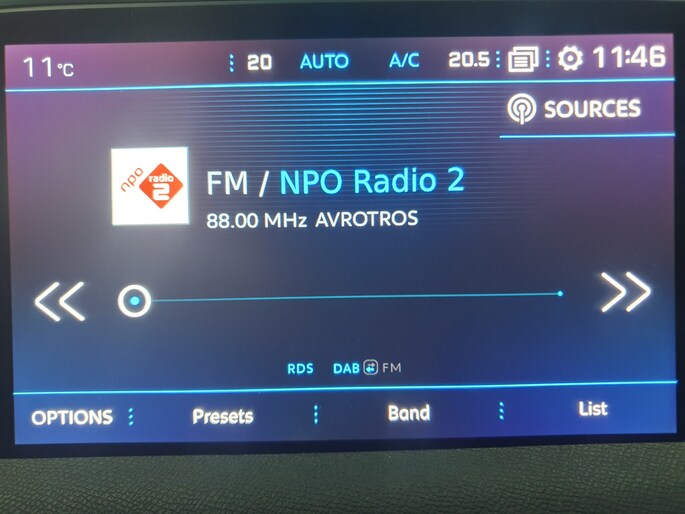 11°C 20 AUTO A/C 20.5 11:46
SOURCES
npo radio 2
FM / NPO Radio 2
88.00 MHz AVROTROS
RDS DAB FM
OPTIONS Presets Band List